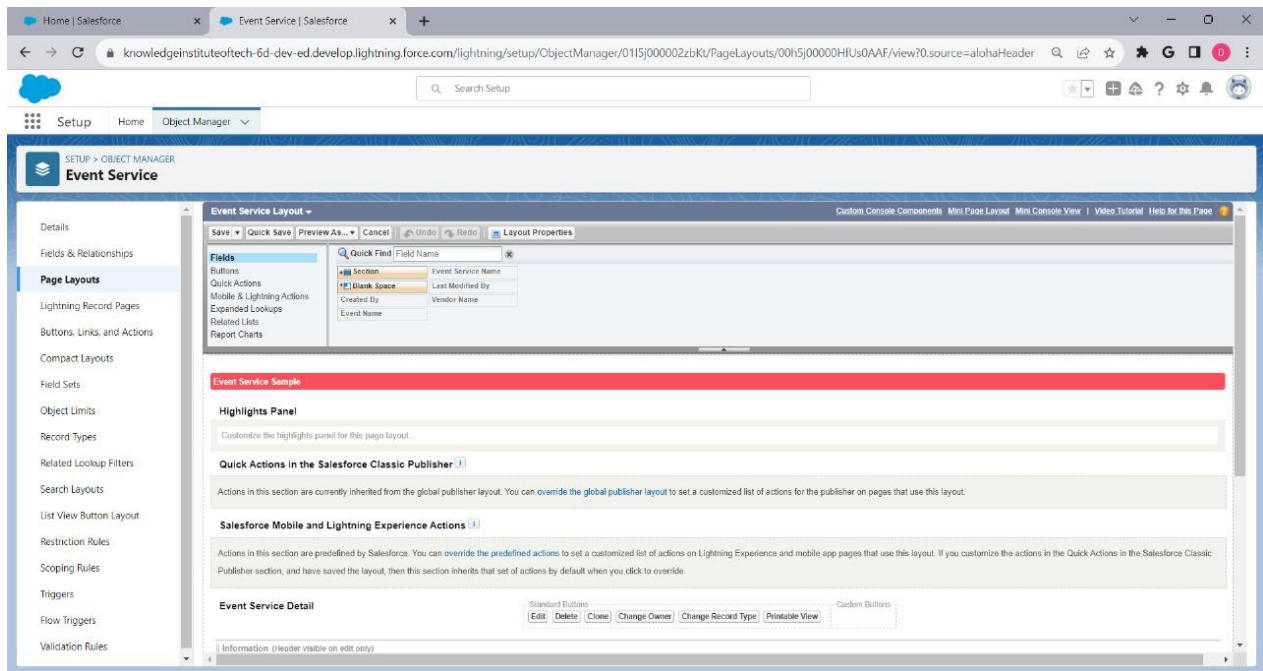 Home | Salesforce
Event Service | Salesforce
knowledgeinstituteoftech-6d-dev-ed.develop.lightning.force.com/lightning/setup/ObjectManager/01I5j000002zbKt/PageLayouts/00h5j00000HfUs0AAF/view?0.source=alohaHeader
G
D
Search Setup
Setup Home Object Manager
SETUP > OBJECT MANAGER
Event Service
Details
Fields & Relationships
Page Layouts
Lightning Record Pages
Buttons, Links, and Actions
Compact Layouts
Field Sets
Object Limits
Record Types
Related Lookup Filters
Search Layouts
List View Button Layout
Restriction Rules
Scoping Rules
Triggers
Flow Triggers
Validation Rules
Event Service Layout
Custom Console Components Mini Page Layout Mini Console View | Video Tutorial Help for this Page
Save Quick Save Preview As... Cancel Undo Redo Layout Properties
Fields
Buttons
Quick Actions
Mobile & Lightning Actions
Expanded Lookups
Related Lists
Report Charts
Quick Find Field Name
Section Event Service Name
Blank Space Last Modified By
Created By Vendor Name
Event Name
Event Service Sample
Highlights Panel
Customize the highlights panel for this page layout...
Quick Actions in the Salesforce Classic Publisher i
Actions in this section are currently inherited from the global publisher layout. You can override the global publisher layout to set a customized list of actions for the publisher on pages that use this layout.
Salesforce Mobile and Lightning Experience Actions i
Actions in this section are predefined by Salesforce. You can override the predefined actions to set a customized list of actions on Lightning Experience and mobile app pages that use this layout. If you customize the actions in the Quick Actions in the Salesforce Classic
Publisher section, and have saved the layout, then this section inherits that set of actions by default when you click to override.
Event Service Detail
Standard Buttons
Edit Delete Clone Change Owner Change Record Type Printable View
Custom Buttons
Information (Header visible on edit only)